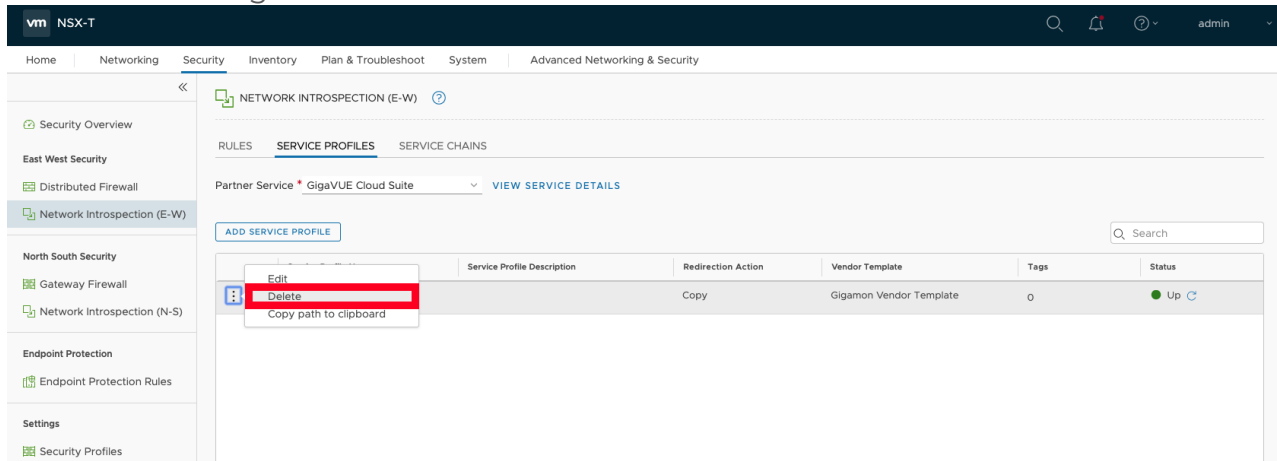 vm NSX-T admin
Home Networking Security Inventory Plan & Troubleshoot System Advanced Networking & Security
«
NETWORK INTROSPECTION (E-W) ?
Security Overview
RULES SERVICE PROFILES SERVICE CHAINS
East West Security
Distributed Firewall
Partner Service * GigaVUE Cloud Suite VIEW SERVICE DETAILS
Network Introspection (E-W)
ADD SERVICE PROFILE Search
North South Security
Service Profile Description Redirection Action Vendor Template Tags Status
Edit
Gateway Firewall
Delete Copy Gigamon Vendor Template 0 Up
Network Introspection (N-S)
Copy path to clipboard
Endpoint Protection
Endpoint Protection Rules
Settings
Security Profiles